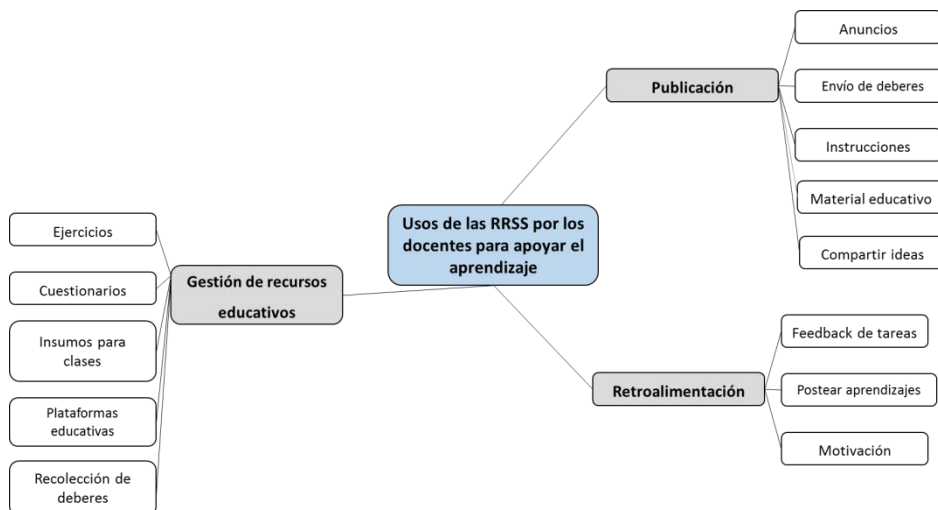 Usos de las RRSS por los
docentes para apoyar el
aprendizaje
Publicación
Anuncios
Envío de deberes
Instrucciones
Material educativo
Compartir ideas
Retroalimentación
Feedback de tareas
Postear aprendizajes
Motivación
Gestión de recursos
educativos
Ejercicios
Cuestionarios
Insumos para
clases
Plataformas
educativas
Recolección de
deberes